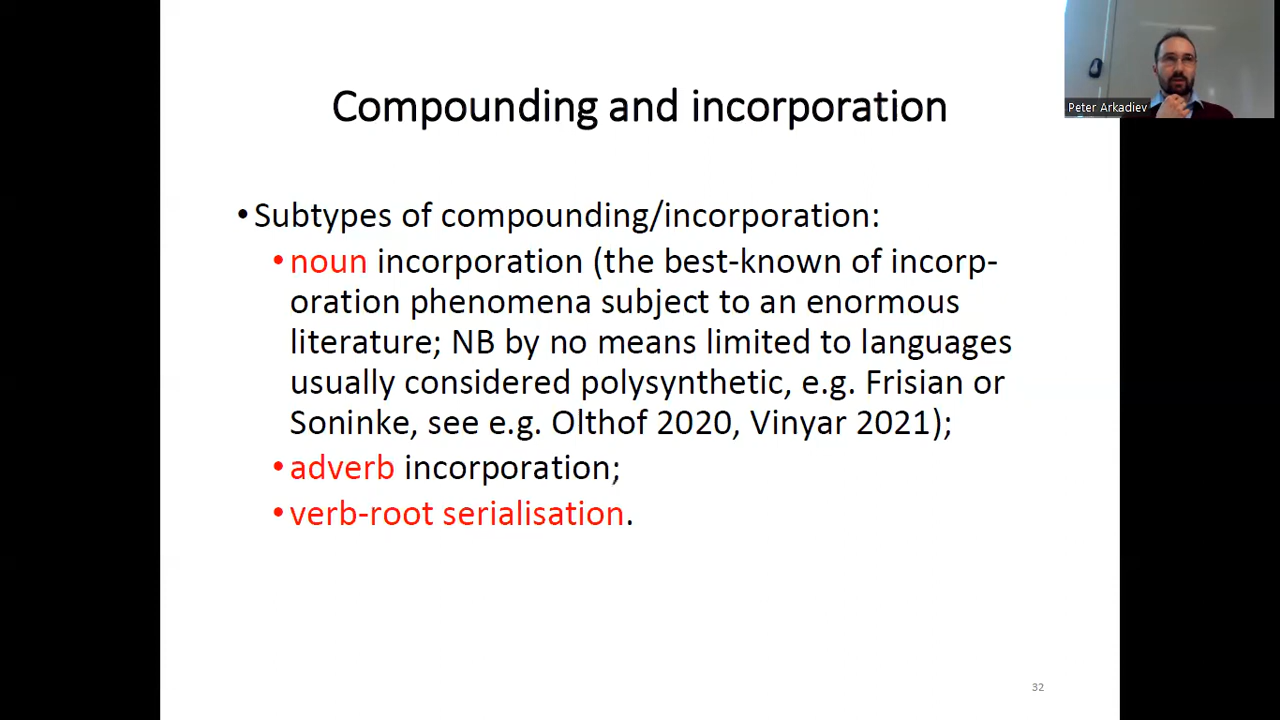 Peter Arkadiev
Compounding and incorporation
• Subtypes of compounding/incorporation:
• noun incorporation (the best-known of incorp-
oration phenomena subject to an enormous
literature; NB by no means limited to languages
usually considered polysynthetic, e.g. Frisian or
Soninke, see e.g. Olthof 2020, Vinyar 2021);
• adverb incorporation;
• verb-root serialisation.
32